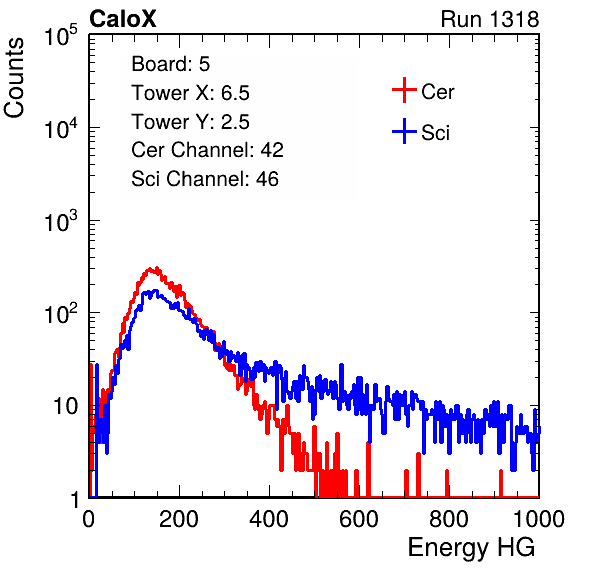 CaloX Run 1318
Counts
Board: 5
Tower X: 6.5
Tower Y: 2.5
Cer Channel: 42
Sci Channel: 46
Cer
Sci
10^5
10^4
10^3
10^2
10
1
0 200 400 600 800 1000
Energy HG